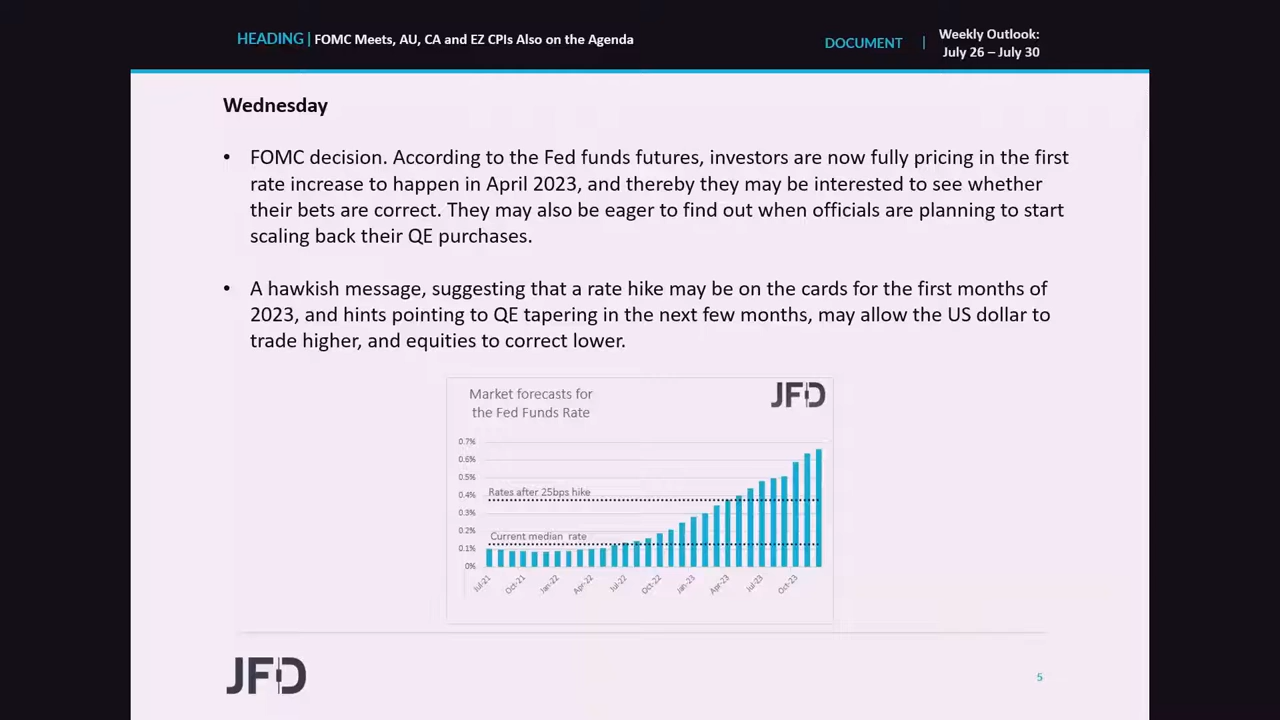 HEADING | FOMC Meets, AU, CA and EZ CPIs Also on the Agenda
DOCUMENT | Weekly Outlook:
July 26 – July 30
Wednesday
• FOMC decision. According to the Fed funds futures, investors are now fully pricing in the first
rate increase to happen in April 2023, and thereby they may be interested to see whether
their bets are correct. They may also be eager to find out when officials are planning to start
scaling back their QE purchases.
• A hawkish message, suggesting that a rate hike may be on the cards for the first months of
2023, and hints pointing to QE tapering in the next few months, may allow the US dollar to
trade higher, and equities to correct lower.
Market forecasts for
the Fed Funds Rate
JFD
0.7%
0.6%
0.5%
0.4%
0.3%
0.2%
0.1%
0%
Rates after 25bps hike
Current median rate
Jul-21
Oct-21
Jan-22
Apr-22
Jul-22
Oct-22
Jan-23
Apr-23
Jul-23
Oct-23
JFD
5